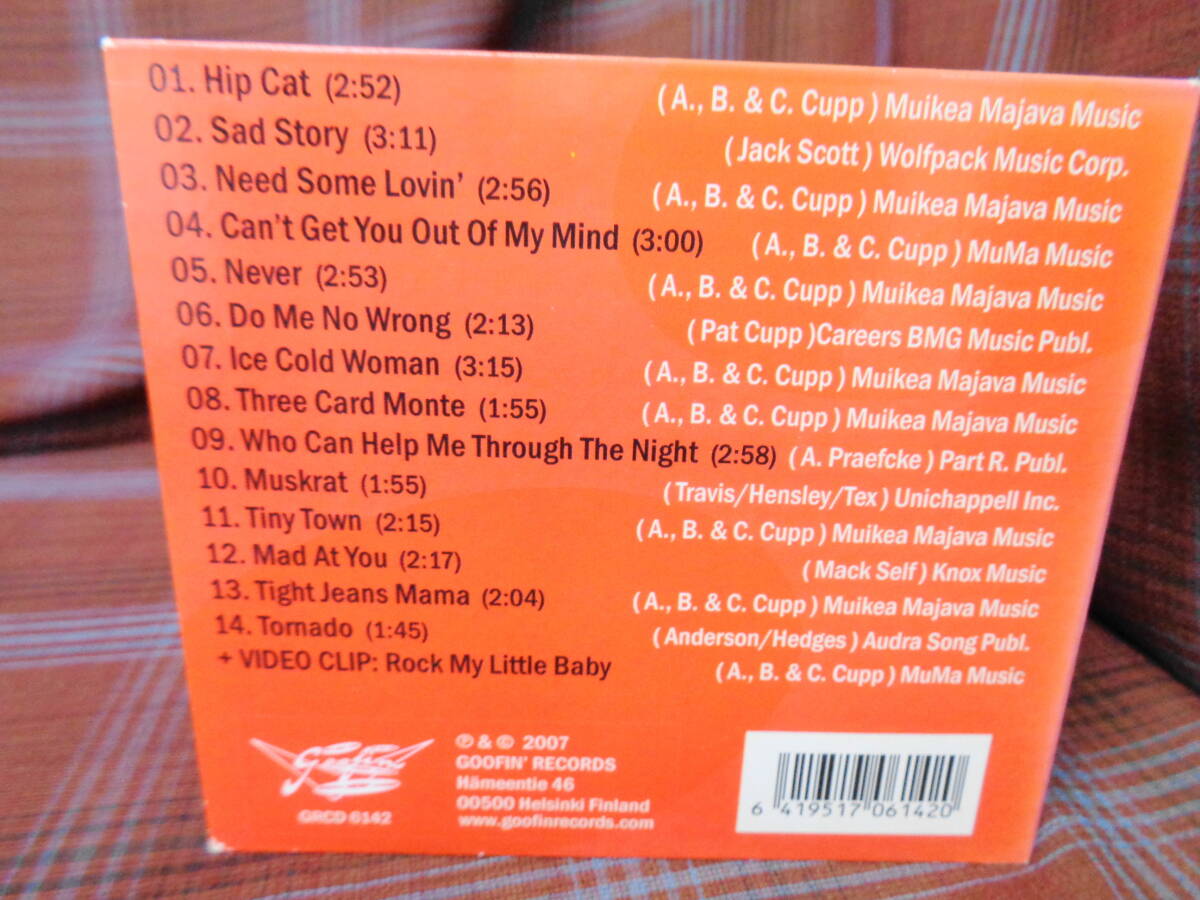 01. Hip Cat (2:52) ( A., B. & C. Cupp ) Muikea Majava Music
02. Sad Story (3:11) ( Jack Scott ) Wolfpack Music Corp.
03. Need Some Lovin' (2:56) ( A., B. & C. Cupp ) Muikea Majava Music
04. Can't Get You Out Of My Mind (3:00) ( A., B. & C. Cupp ) MuMa Music
05. Never (2:53) ( A., B. & C. Cupp ) Muikea Majava Music
06. Do Me No Wrong (2:13) ( Pat Cupp )Careers BMG Music Publ.
07. Ice Cold Woman (3:15) ( A., B. & C. Cupp ) Muikea Majava Music
08. Three Card Monte (1:55) ( A., B. & C. Cupp ) Muikea Majava Music
09. Who Can Help Me Through The Night (2:58) ( A. Praefcke ) Part R. Publ.
10. Muskrat (1:55) ( Travis/Hensley/Tex ) Unichappell Inc.
11. Tiny Town (2:15) ( A., B. & C. Cupp ) Muikea Majava Music
12. Mad At You (2:17) ( Mack Self ) Knox Music
13. Tight Jeans Mama (2:04) ( A., B. & C. Cupp ) Muikea Majava Music
14. Tornado (1:45) ( Anderson/Hedges ) Audra Song Publ.
+ VIDEO CLIP: Rock My Little Baby ( A., B. & C. Cupp ) MuMa Music
Goofin'
GRCD 6142
℗ & © 2007
GOOFIN' RECORDS
Hämeentie 46
00500 Helsinki Finland
www.goofinrecords.com
6 419517 061420